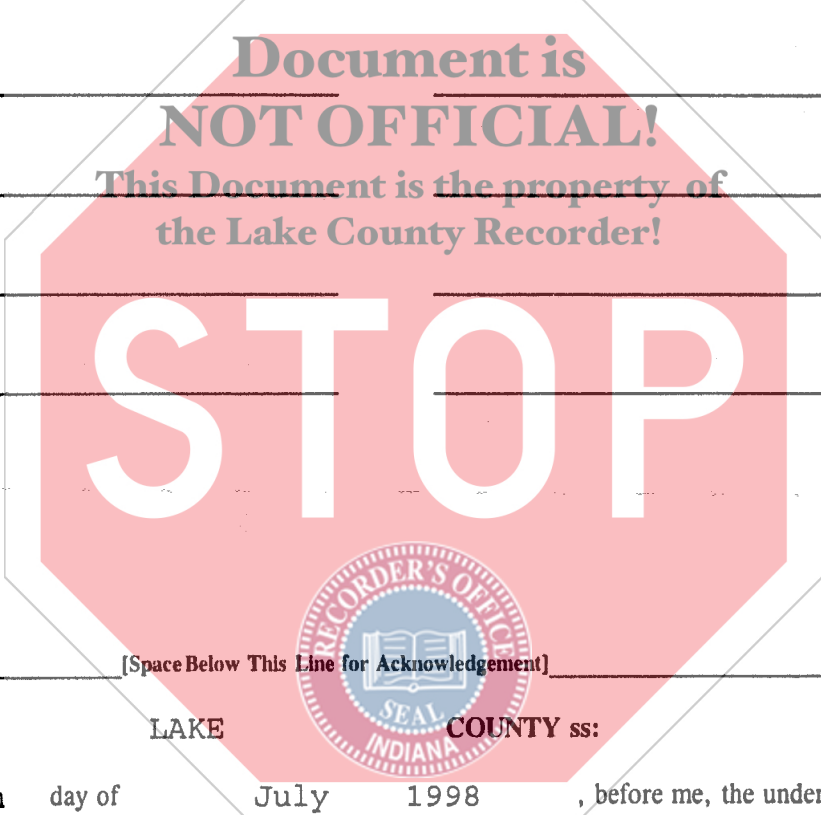 Document is
NOT OFFICIAL!
This Document is the property of
the Lake County Recorder!
STOP
RECORDER'S OFFICE
[Space Below This Line for Acknowledgement]
SEAL
INDIANA
LAKE COUNTY ss:
day of July 1998 , before me, the under